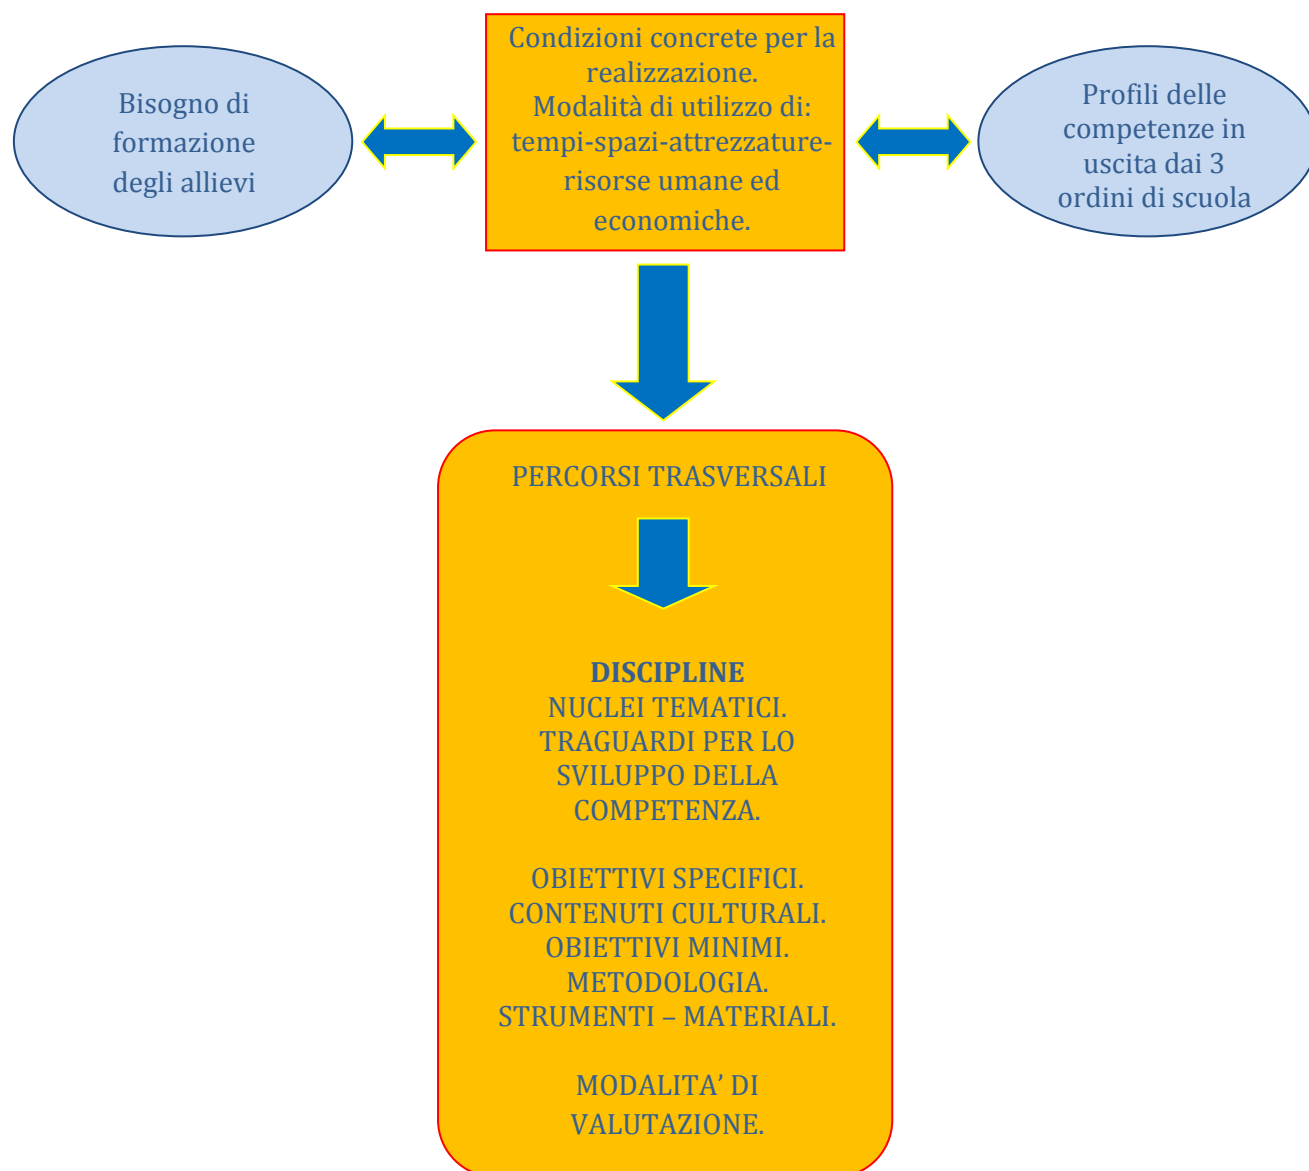 Bisogno di
formazione
degli allievi
Condizioni concrete per la
realizzazione.
Modalità di utilizzo di:
tempi-spazi-attrezzature-
risorse umane ed
economiche.
Profili delle
competenze in
uscita dai 3
ordini di scuola
PERCORSI TRASVERSALI
DISCIPLINE
NUCLEI TEMATICI.
TRAGUARDI PER LO
SVILUPPO DELLA
COMPETENZA.
OBIETTIVI SPECIFICI.
CONTENUTI CULTURALI.
OBIETTIVI MINIMI.
METODOLOGIA.
STRUMENTI – MATERIALI.
MODALITA’ DI
VALUTAZIONE.